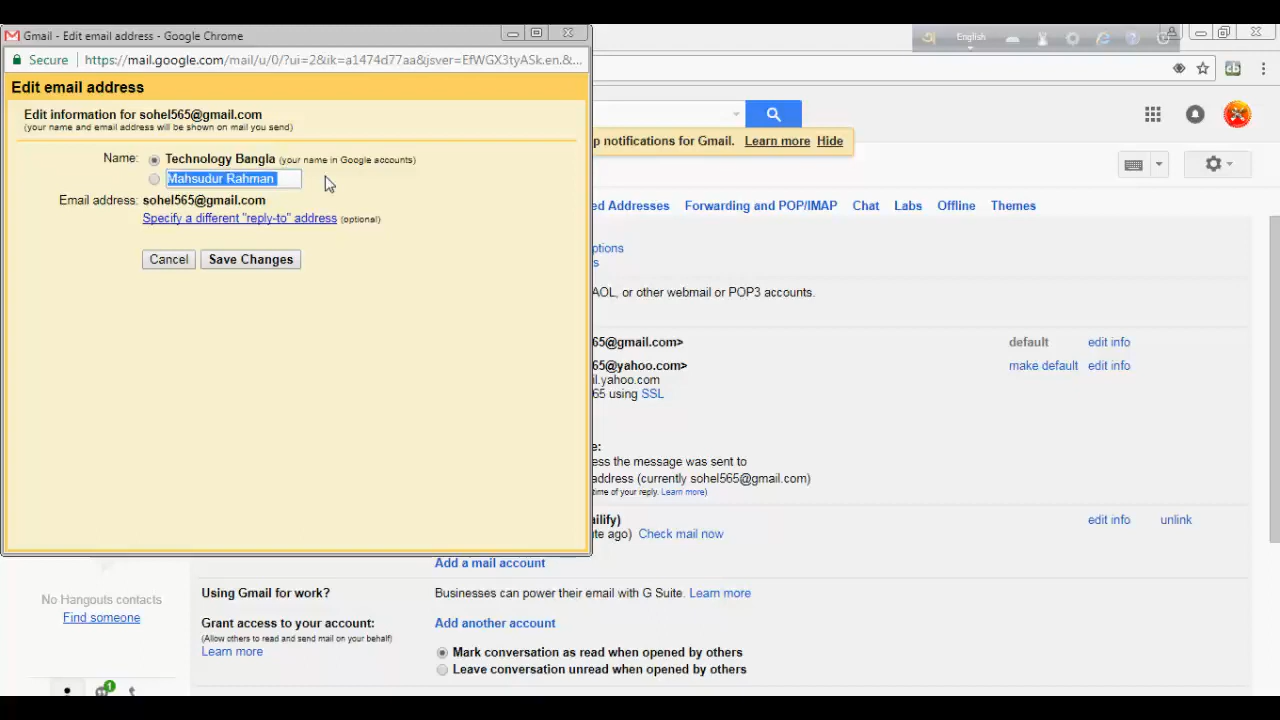 Gmail - Edit email address - Google Chrome
English
Secure
https://mail.google.com/mail/u/0/?ui=2&ik=a1474d77aa&jsver=EfWGX3tyASk.en.&...
Edit email address
Edit information for sohel565@gmail.com
(your name and email address will be shown on mail you send)
p notifications for Gmail. Learn more Hide
Name: Technology Bangla (your name in Google accounts)
Mahsudur Rahman
Email address: sohel565@gmail.com
Specify a different "reply-to" address (optional)
Cancel Save Changes
ed Addresses Forwarding and POP/IMAP Chat Labs Offline Themes
ptions
s
AOL, or other webmail or POP3 accounts.
65@gmail.com> default edit info
65@yahoo.com> make default edit info
il.yahoo.com
65 using SSL
e:
ess the message was sent to
address (currently sohel565@gmail.com)
time of your reply. Learn more)
ailify) edit info unlink
te ago) Check mail now
Add a mail account
No Hangouts contacts
Find someone
Using Gmail for work? Businesses can power their email with G Suite. Learn more
Grant access to your account: Add another account
(Allow others to read and send mail on your behalf)
Learn more
Mark conversation as read when opened by others
Leave conversation unread when opened by others
1